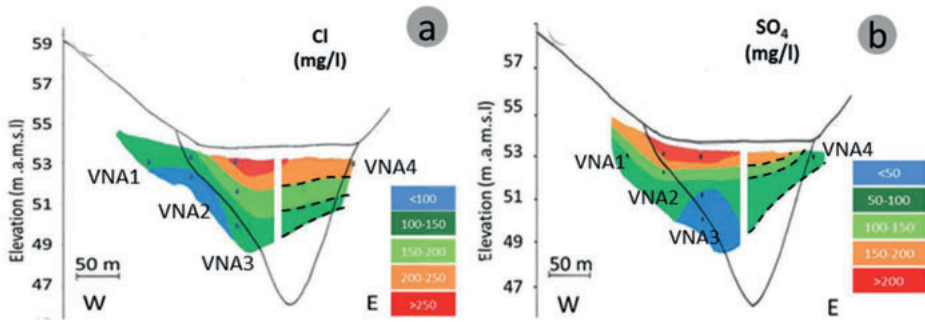 a
Cl
(mg/l)
Elevation (m .a.m.s.l)
59
57
55
53
51
49
47
VNA1
VNA2
VNA3
VNA4
<100
100-150
150-200
200-250
>250
50 m
W
E
b
SO₄
(mg/l)
Elevation (m .a.m.s.l)
59
57
55
53
51
49
47
VNA1
VNA2
VNA3
VNA4
<50
50-100
100-150
150-200
>200
50 m
W
E